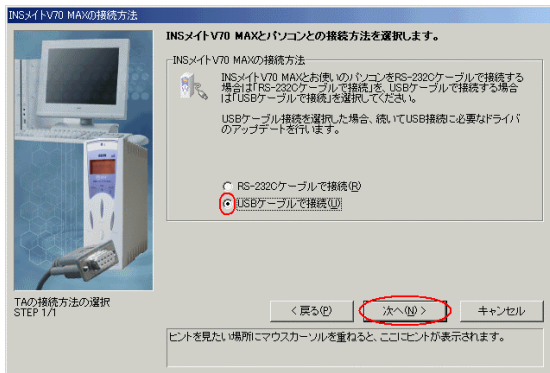 INSメイトV70 MAXの接続方法
INSメイトV70 MAXとパソコンとの接続方法を選択します。
INSメイトV70 MAXの接続方法
INSメイトV70 MAXとお使いのパソコンをRS-232Cケーブルで接続する
場合は「RS-232Cケーブルで接続」を、USBケーブルで接続する場合
は「USBケーブルで接続」を選択してください。
USBケーブル接続を選択した場合、続いてUSB接続に必要なドライバ
のアップデートを行います。
RS-232Cケーブルで接続(R)
USBケーブルで接続(U)
TAの接続方法の選択
STEP 1/1
< 戻る(P)
次へ(N) >
キャンセル
ヒントを見たい場所にマウスカーソルを重ねると、ここにヒントが表示されます。